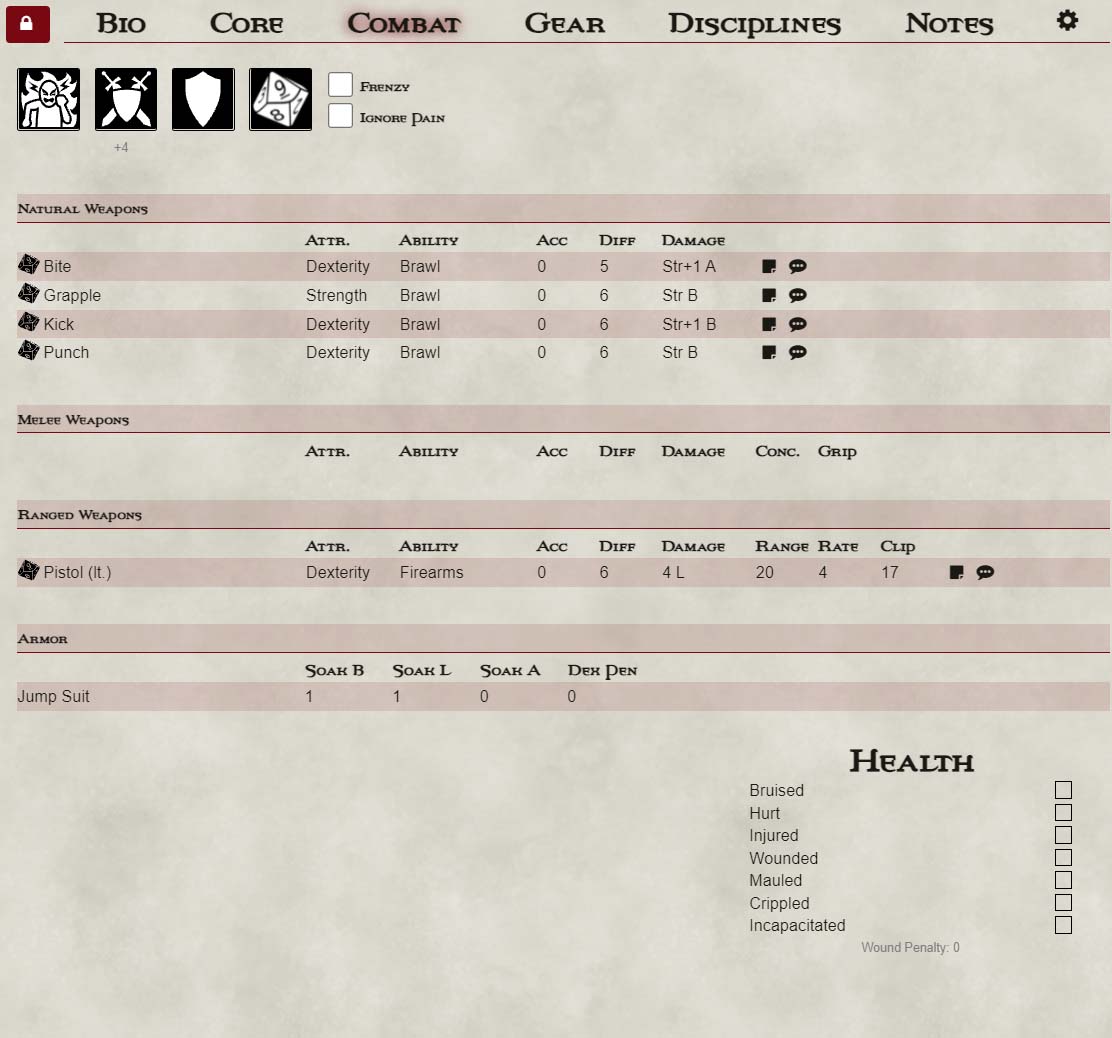 Bio Core Combat Gear Disciplines Notes
Frenzy
Ignore Pain
+4
Natural Weapons
Attr. Ability Acc Diff Damage
Bite Dexterity Brawl 0 5 Str+1 A
Grapple Strength Brawl 0 6 Str B
Kick Dexterity Brawl 0 6 Str+1 B
Punch Dexterity Brawl 0 6 Str B
Melee Weapons
Attr. Ability Acc Diff Damage Conc. Grip
Ranged Weapons
Attr. Ability Acc Diff Damage Range Rate Clip
Pistol (lt.) Dexterity Firearms 0 6 4 L 20 4 17
Armor
Soak B Soak L Soak A Dex Pen
Jump Suit 1 1 0 0
Health
Bruised
Hurt
Injured
Wounded
Mauled
Crippled
Incapacitated
Wound Penalty: 0